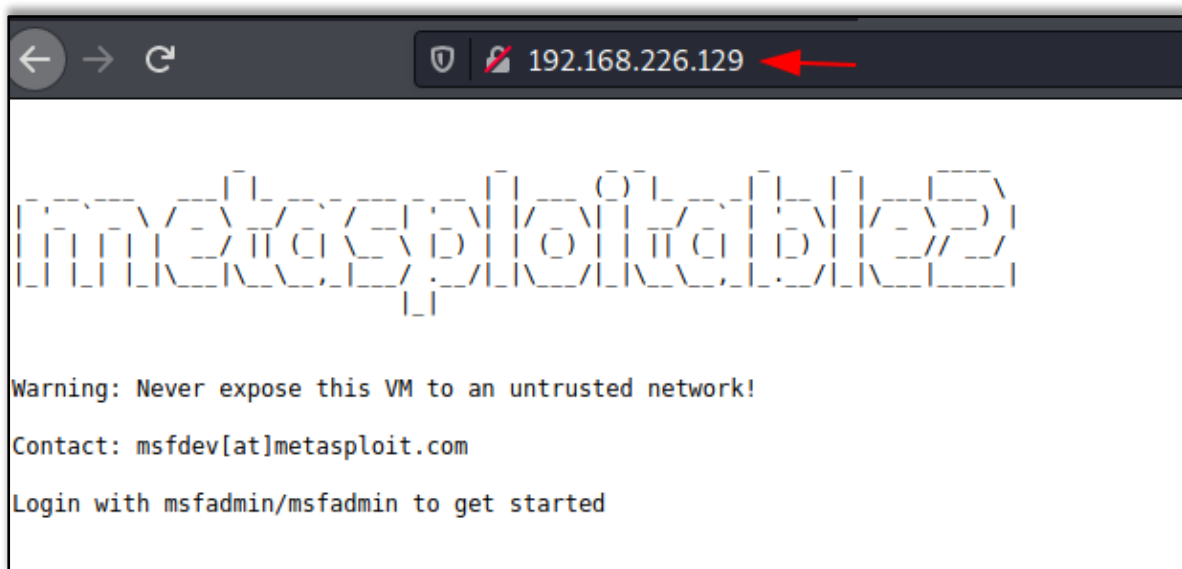 192.168.226.129
metasploitable2
Warning: Never expose this VM to an untrusted network!
Contact: msfdev[at]metasploit.com
Login with msfadmin/msfadmin to get started